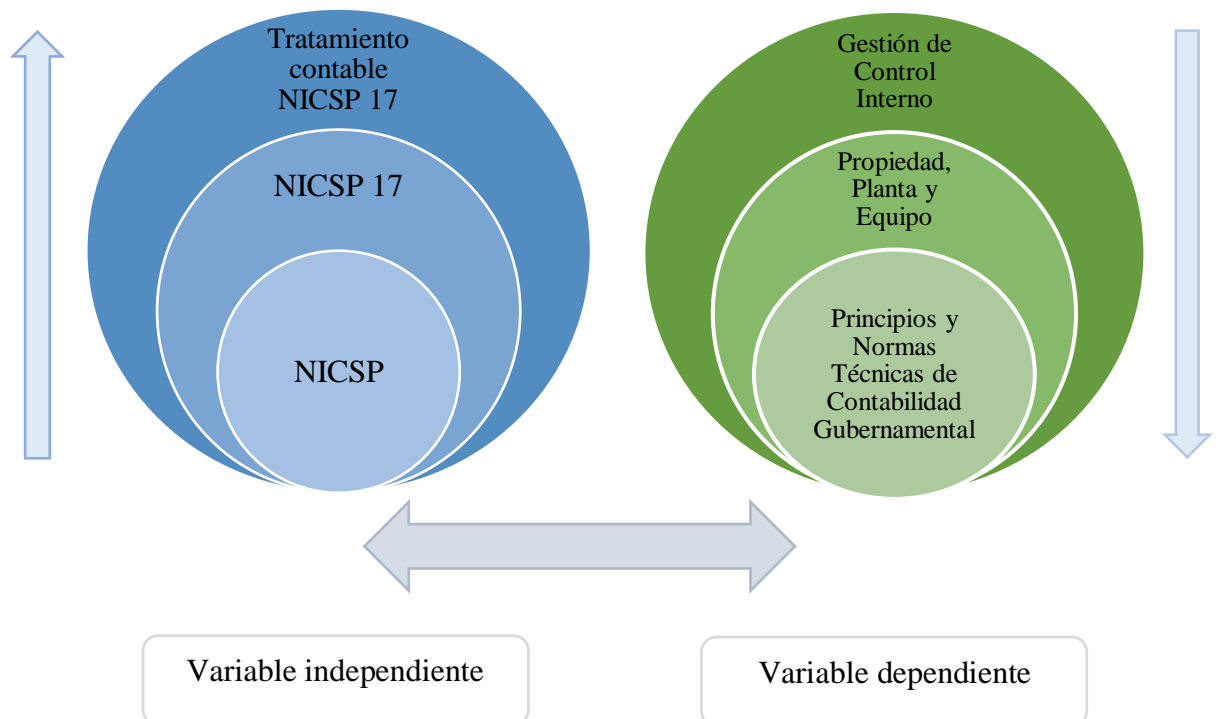 Tratamiento
contable
NICSP 17
NICSP 17
NICSP
Gestión de
Control
Interno
Propiedad,
Planta y
Equipo
Principios y
Normas
Técnicas de
Contabilidad
Gubernamental
Variable independiente
Variable dependiente